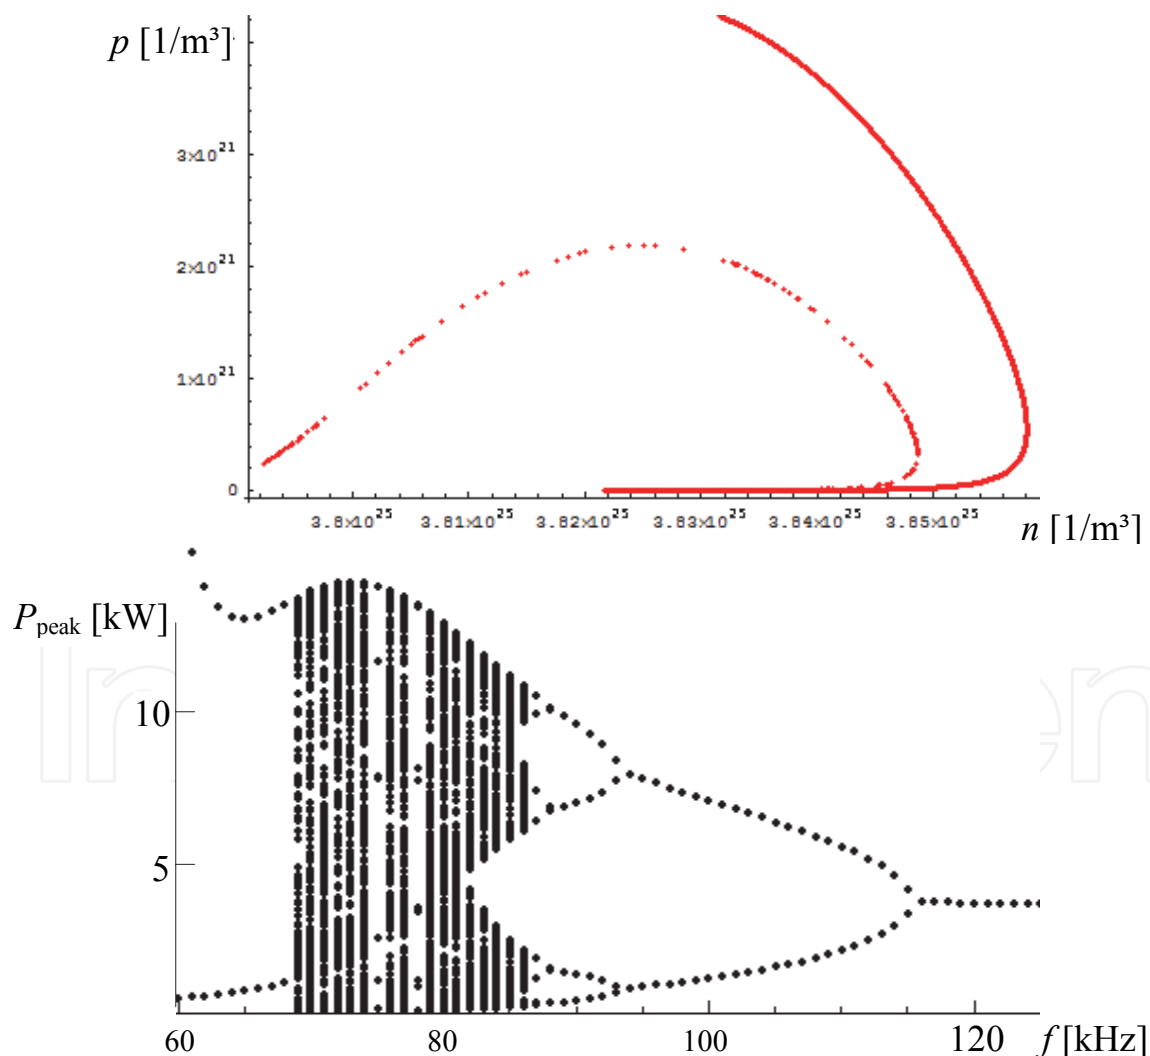 p [1/m³]
3×10²¹
2×10²¹
1×10²¹
0
3.8×10²⁵ 3.81×10²⁵ 3.82×10²⁵ 3.83×10²⁵ 3.84×10²⁵ 3.85×10²⁵
n [1/m³]
P_peak [kW]
10
5
60 80 100 120 f [kHz]
In en